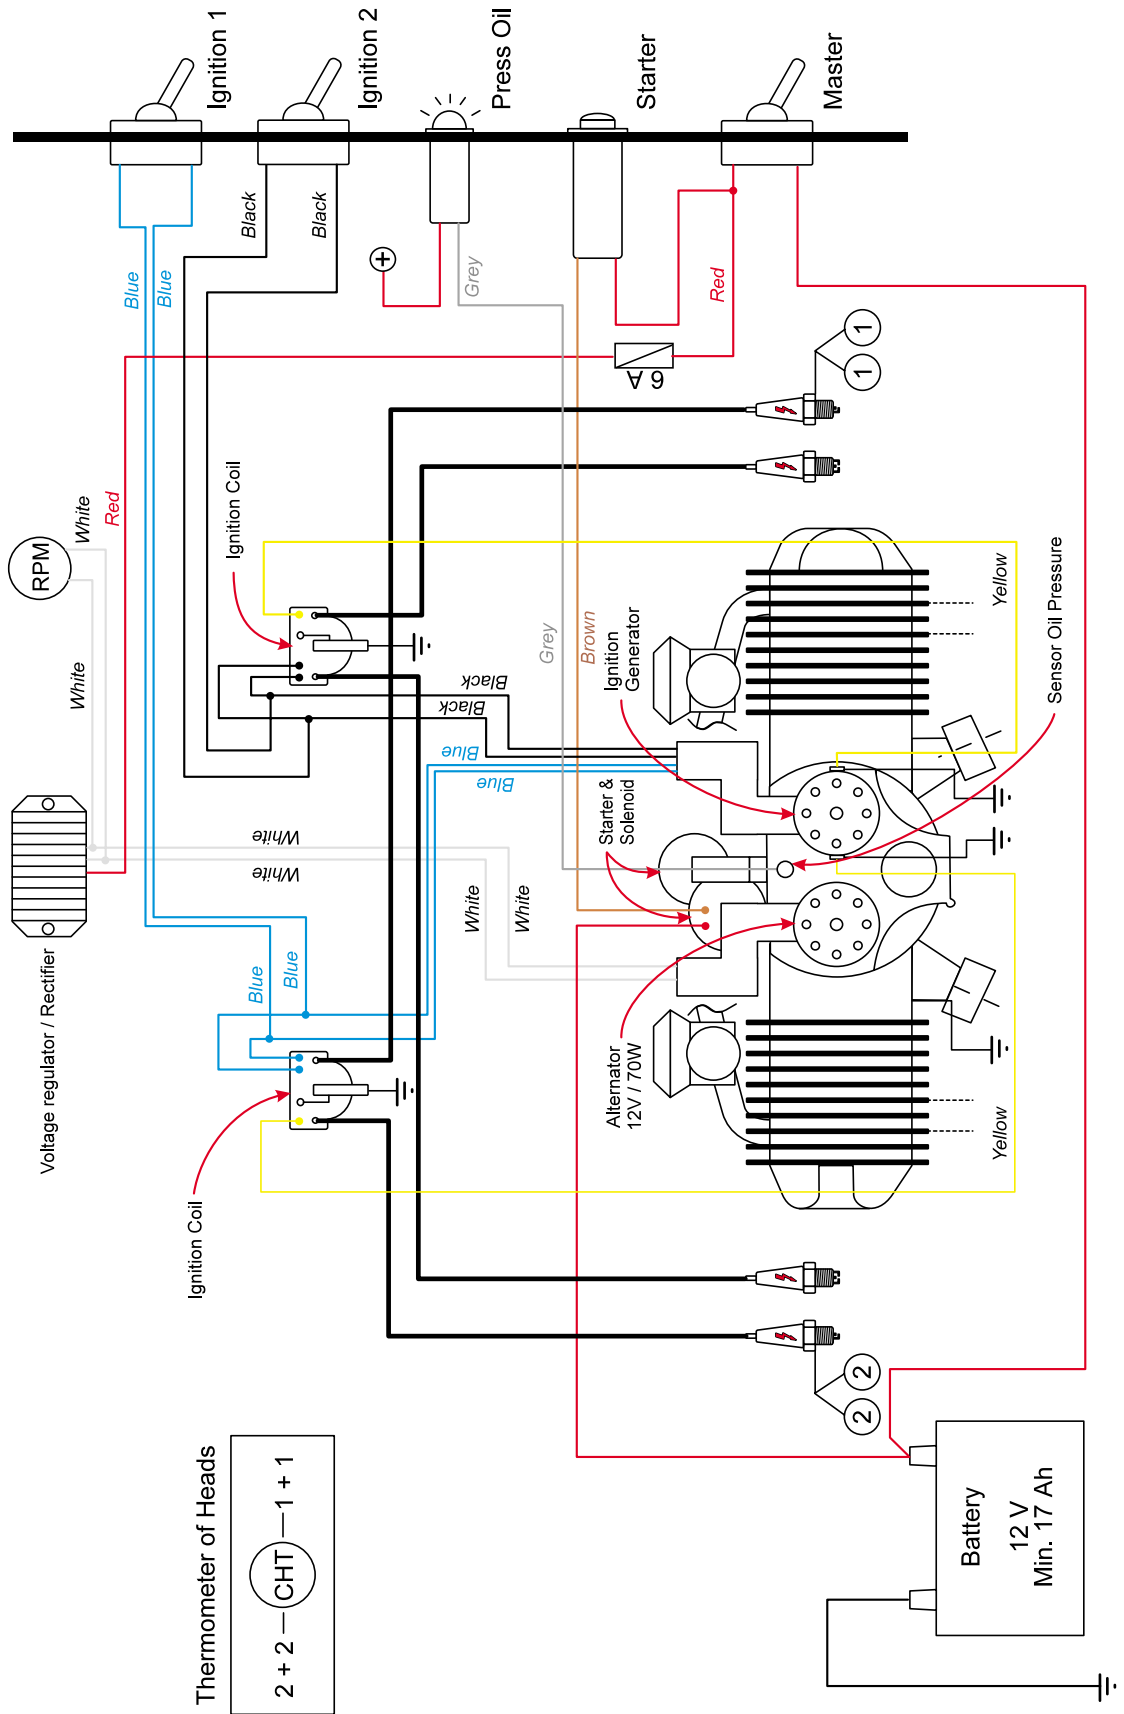 Ignition 1
Ignition 2
Press Oil
Starter
Master
Blue
Blue
Black
Black
+
Grey
Red
6 A
1
1
RPM
White
White
Red
Ignition Coil
Grey
Brown
Black
Black
Blue
Blue
Ignition
Generator
Yellow
Sensor Oil Pressure
Starter &
Solenoid
White
White
White
White
Voltage regulator / Rectifier
Blue
Blue
Alternator
12V / 70W
Yellow
Ignition Coil
2
2
Thermometer of Heads
2 + 2 — CHT — 1 + 1
Battery
12 V
Min. 17 Ah